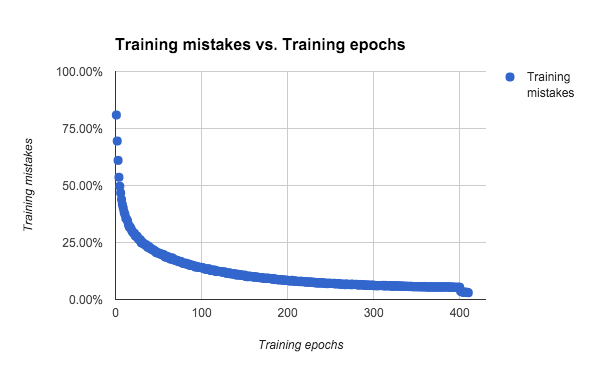 Training mistakes vs. Training epochs
100.00%
75.00%
50.00%
25.00%
0.00%
Training mistakes
0 100 200 300 400
Training epochs
Training
mistakes